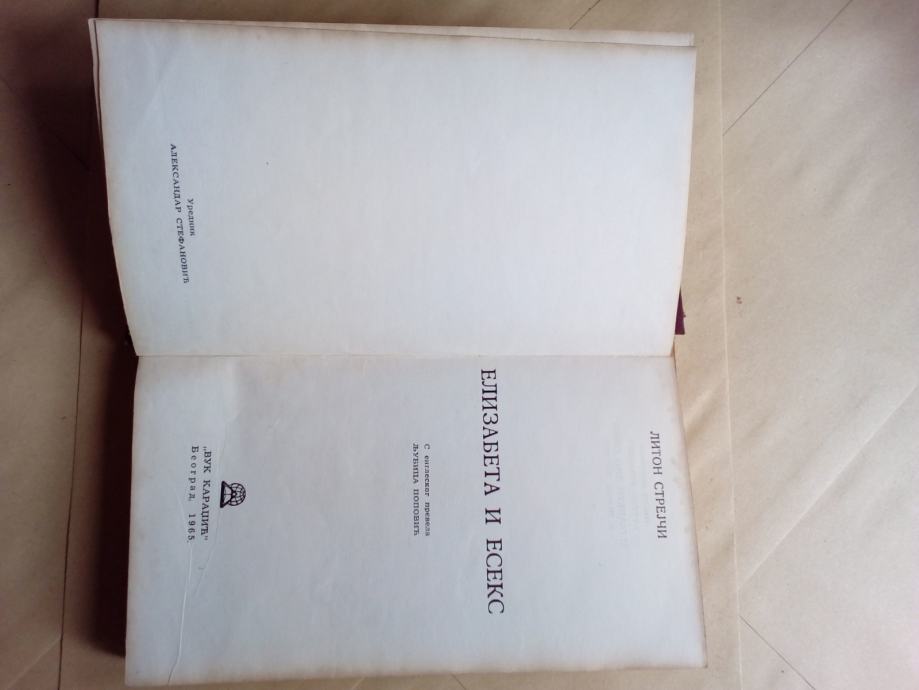 Уредник
АЛЕКСАНДАР СТЕФАНОВИЋ
ЛИТОН СТРЕЈЧИ
ЕЛИЗАБЕТА И ЕСЕКС
С енглеског превела
ЉУБИЦА ПОПОВИЋ
„ВУК КАРАЏИЋ“
Београд, 1965.